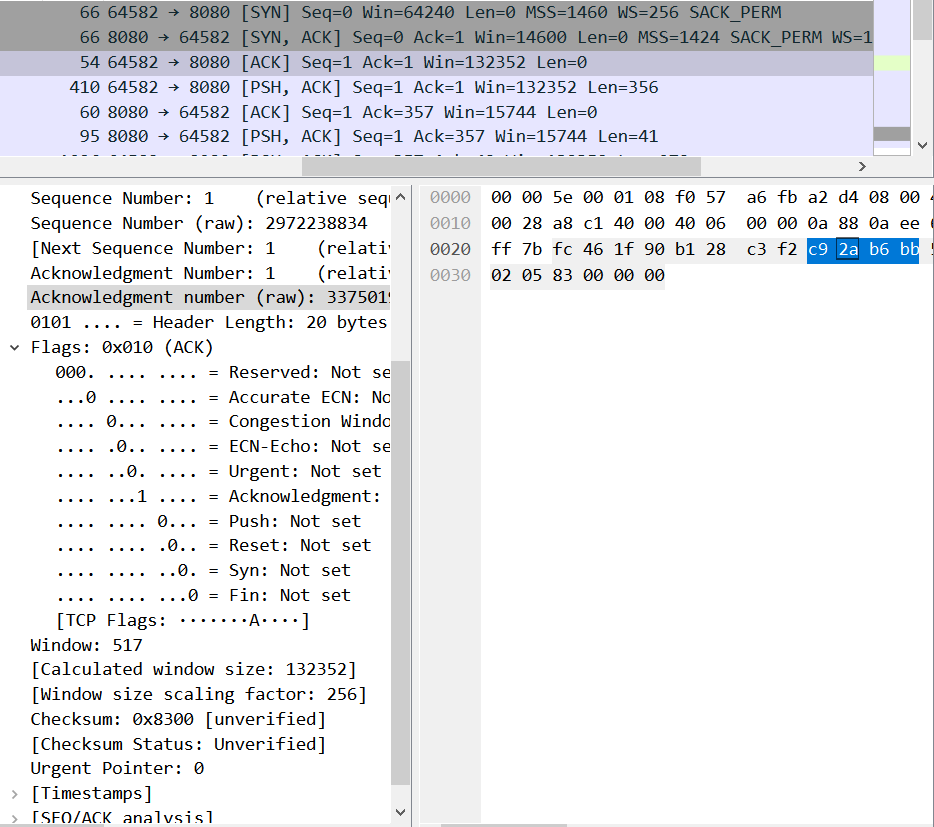 66 64582 → 8080 [SYN] Seq=0 Win=64240 Len=0 MSS=1460 WS=256 SACK_PERM
66 8080 → 64582 [SYN, ACK] Seq=0 Ack=1 Win=14600 Len=0 MSS=1424 SACK_PERM WS=1
54 64582 → 8080 [ACK] Seq=1 Ack=1 Win=132352 Len=0
410 64582 → 8080 [PSH, ACK] Seq=1 Ack=1 Win=132352 Len=356
60 8080 → 64582 [ACK] Seq=1 Ack=357 Win=15744 Len=0
95 8080 → 64582 [PSH, ACK] Seq=1 Ack=357 Win=15744 Len=41
Sequence Number: 1 (relative seq
Sequence Number (raw): 2972238834
[Next Sequence Number: 1 (relativ
Acknowledgment Number: 1 (relativ
Acknowledgment number (raw): 3375019
0101 .... = Header Length: 20 bytes
Flags: 0x010 (ACK)
000. .... .... = Reserved: Not se
...0 .... .... = Accurate ECN: No
.... 0... .... = Congestion Windo
.... .0.. .... = ECN-Echo: Not se
.... ..0. .... = Urgent: Not set
.... ...1 .... = Acknowledgment:
.... .... 0... = Push: Not set
.... .... .0.. = Reset: Not set
.... .... ..0. = Syn: Not set
.... .... ...0 = Fin: Not set
[TCP Flags: ·······A····]
Window: 517
[Calculated window size: 132352]
[Window size scaling factor: 256]
Checksum: 0x8300 [unverified]
[Checksum Status: Unverified]
Urgent Pointer: 0
[Timestamps]
[SEQ/ACK analysis]
0000 00 00 5e 00 01 08 f0 57 a6 fb a2 d4 08 00 4
0010 00 28 a8 c1 40 00 40 06 00 00 0a 88 0a ee
0020 ff 7b fc 46 1f 90 b1 28 c3 f2 c9 2a b6 bb
0030 02 05 83 00 00 00